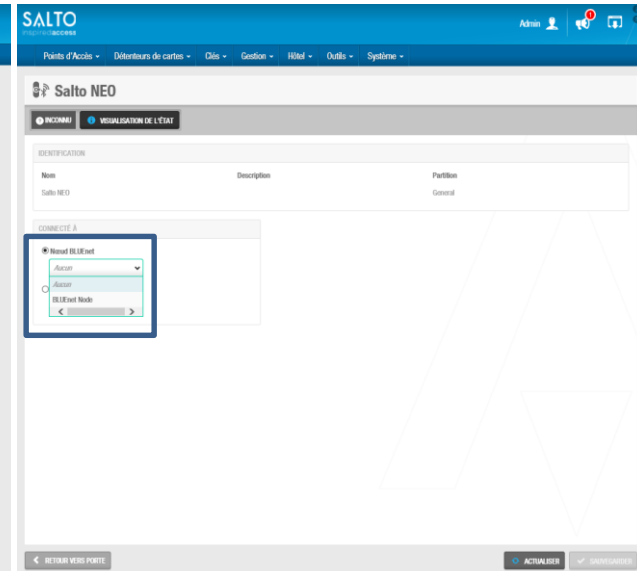 SALTO
inspiredaccess
Admin
1
Points d'Accès Détenteurs de cartes Clés Gestion Hôtel Outils Système
Salto NEO
INCONNU VISUALISATION DE L'ÉTAT
IDENTIFICATION
Nom Description Partition
Salto NEO General
CONNECTÉ À
Nœud BLUEnet
Aucun
Aucun
BLUEnet Node
RETOUR VERS PORTE ACTUALISER SAUVEGARDER